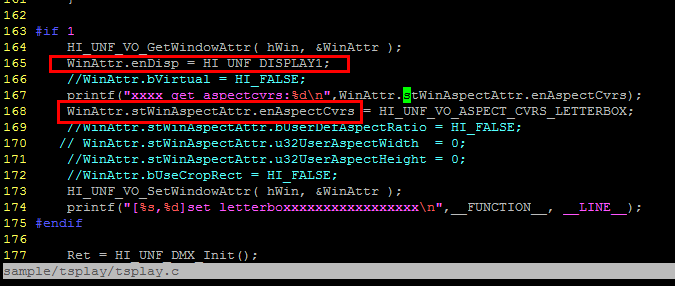 162
163 #if 1
164     HI_UNF_VO_GetWindowAttr( hWin, &WinAttr );
165     WinAttr.enDisp = HI_UNF_DISPLAY1;
166     //WinAttr.bVirtual = HI_FALSE;
167     printf("xxxx get aspectcvrs:%d\n",WinAttr.stWinAspectAttr.enAspectCvrs);
168     WinAttr.stWinAspectAttr.enAspectCvrs = HI_UNF_VO_ASPECT_CVRS_LETTERBOX;
169     //WinAttr.stWinAspectAttr.bUserDefAspectRatio = HI_FALSE;
170    // WinAttr.stWinAspectAttr.u32UserAspectWidth  = 0;
171     //WinAttr.stWinAspectAttr.u32UserAspectHeight = 0;
172     //WinAttr.bUseCropRect = HI_FALSE;
173     HI_UNF_VO_SetWindowAttr( hWin, &WinAttr );
174     printf("[%s,%d]set letterboxxxxxxxxxxxxxxxxx\n",__FUNCTION__, __LINE__);
175 #endif
176
177     Ret = HI_UNF_DMX_Init();
sample/tsplay/tsplay.c